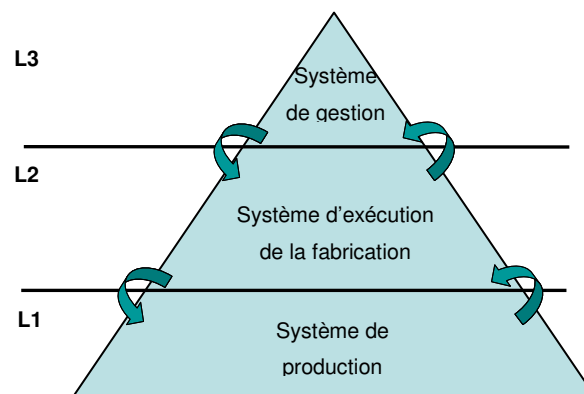 L3
Système
de gestion
L2
Système d'exécution
de la fabrication
L1
Système de
production